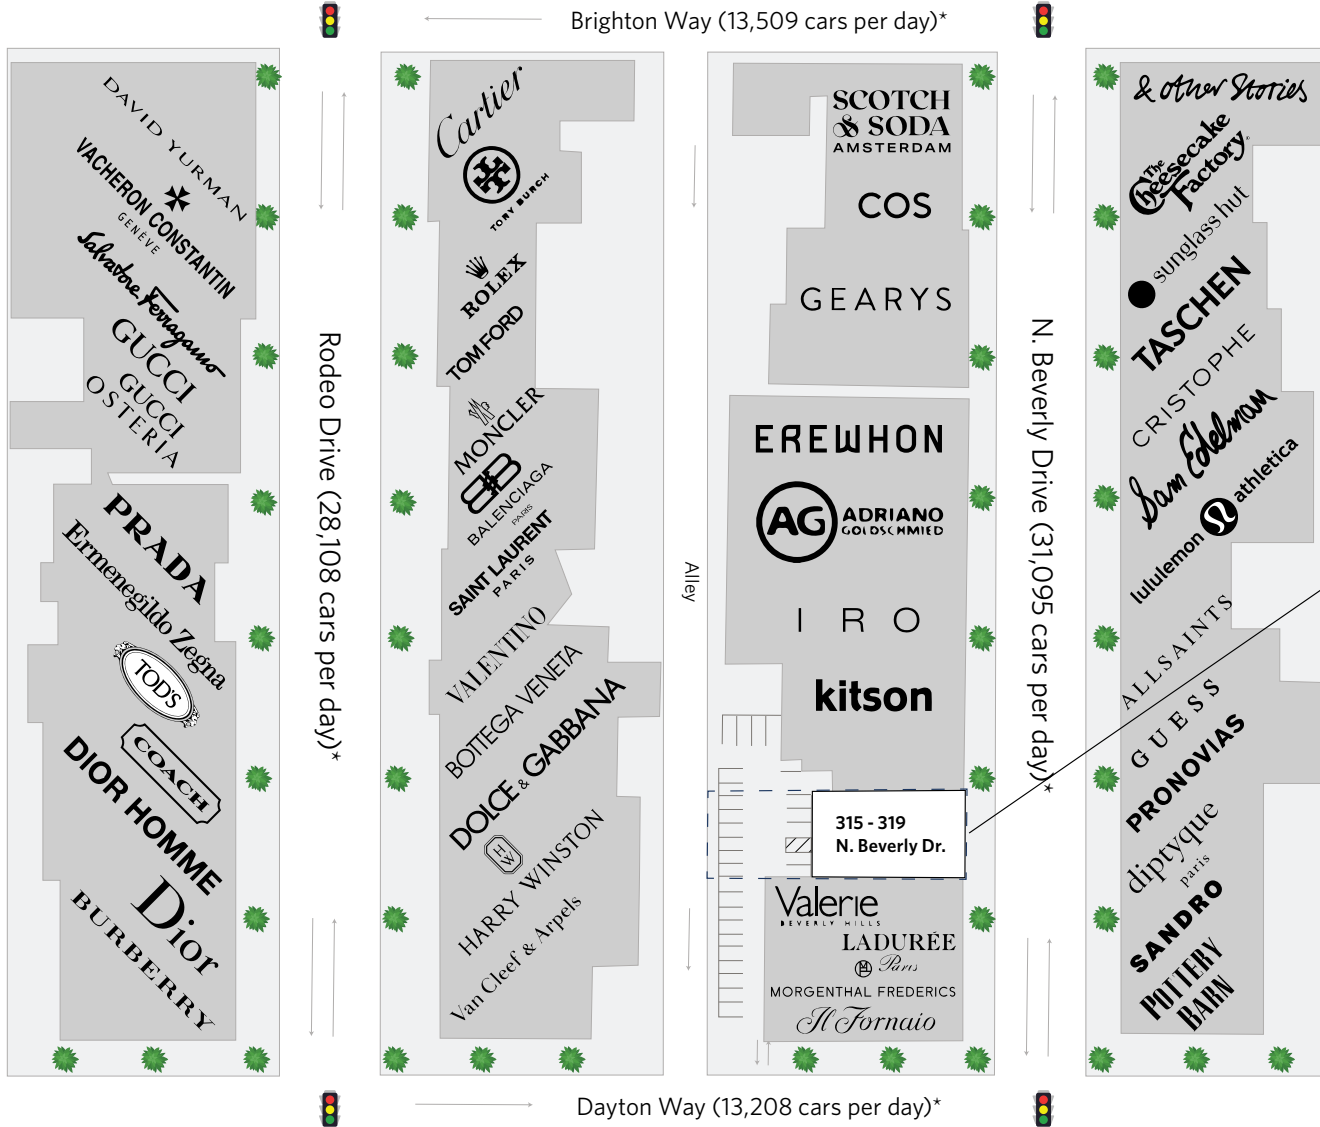 Brighton Way (13,509 cars per day)*
DAVID YURMAN
VACHERON CONSTANTIN
GENÈVE
Salvatore Ferragamo
GUCCI
GUCCI
OSTERIA
PRADA
Ermenegildo Zegna
TOD'S
COACH
DIOR HOMME
Dior
BURBERRY
Rodeo Drive (28,108 cars per day)*
Cartier
TORY BURCH
ROLEX
TOM FORD
MONCLER
BB
BALENCIAGA
PARIS
SAINT LAURENT
PARIS
VALENTINO
BOTTEGA VENETA
DOLCE & GABBANA
HW
HARRY WINSTON
Van Cleef & Arpels
Alley
SCOTCH
& SODA
AMSTERDAM
COS
GEARYS
EREWHON
AG ADRIANO
GOLDSCHMIED
IRO
kitson
315 - 319
N. Beverly Dr.
Valerie
BEVERLY HILLS
LADURÉE
Paris
MORGENTHAL FREDERICS
Il Fornaio
N. Beverly Drive (31,095 cars per day)*
& other Stories
The
Cheesecake
Factory
sunglass hut
TASCHEN
CRISTOPHE
Sam Edelman
lululemon athletica
ALLSAINTS
GUESS
PRONOVIAS
diptyque
paris
SANDRO
POTTERY
BARN
Dayton Way (13,208 cars per day)*